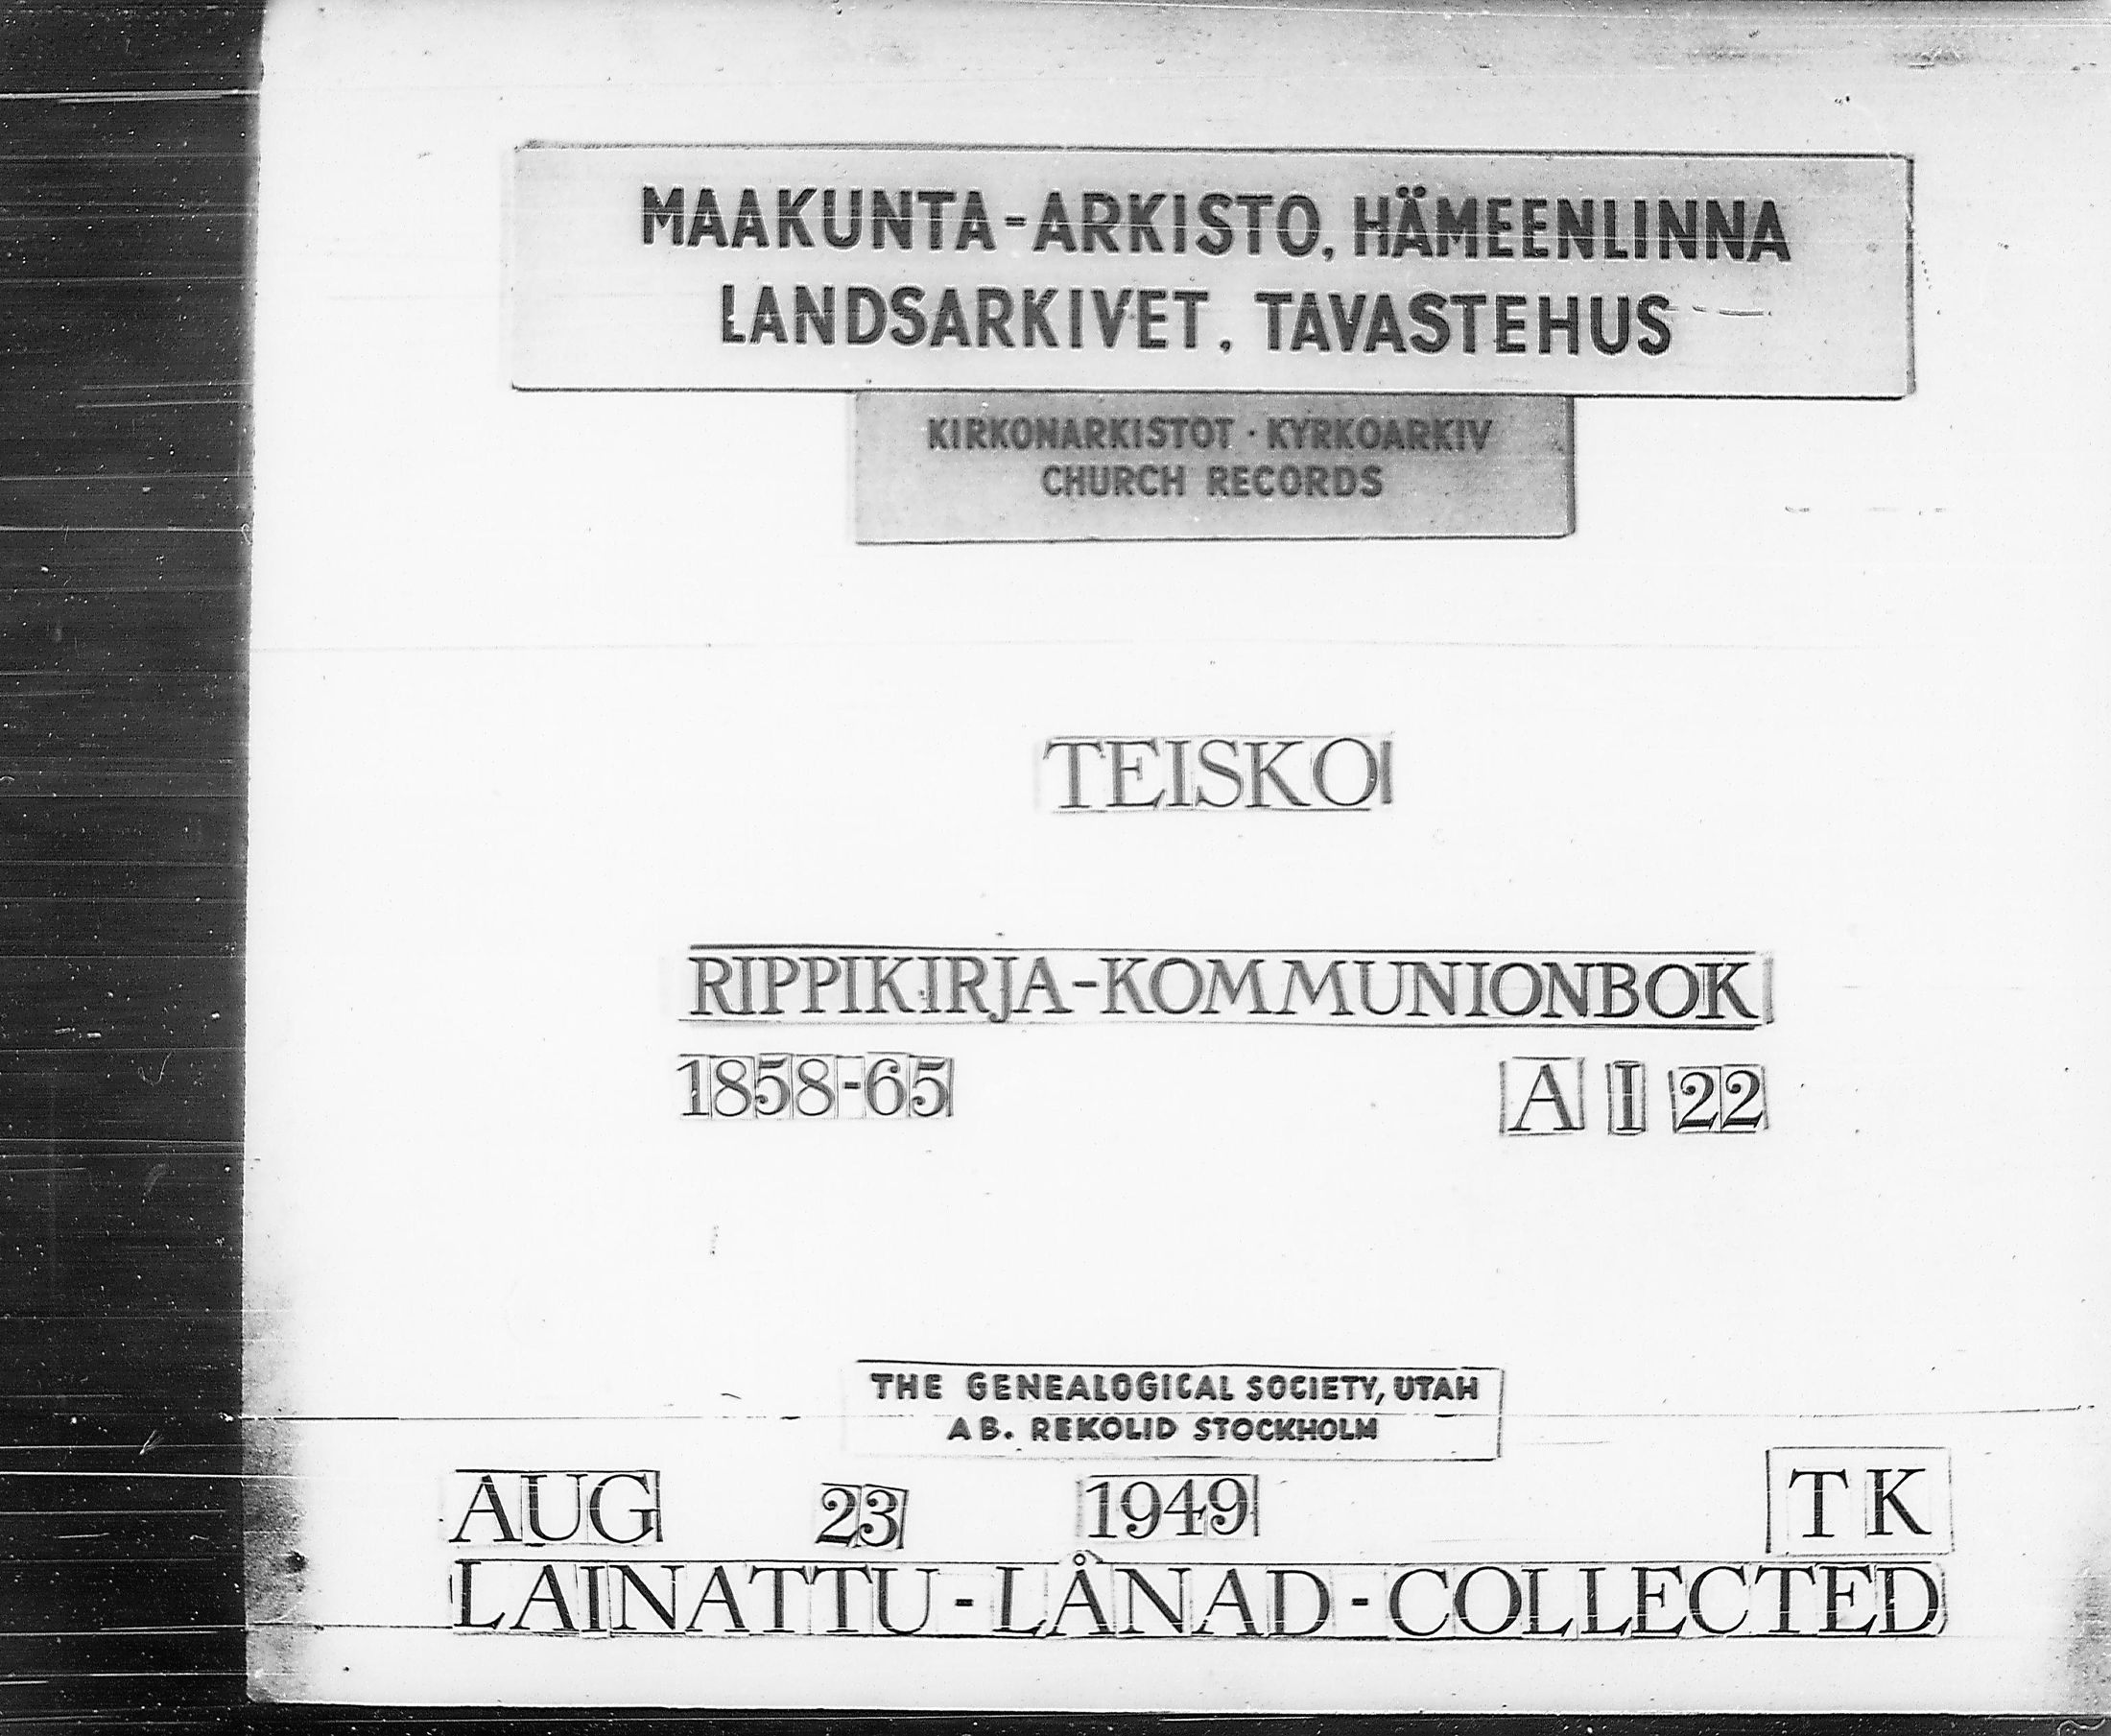 MAAKUNTA-ARKISTO, HÄMEENLINNA
LANDSARKIVET, TAVASTEHUS
KIRKONARKISTOT · KYRKOARKIV
CHURCH RECORDS
TEISKO
RIPPIKIRJA-KOMMUNIONBOK
1858-65 A I 22
THE GENEALOGICAL SOCIETY, UTAH
AB. REKOLID STOCKHOLM
AUG 23 1949 TK
LAINATTU-LÅNAD-COLLECTED